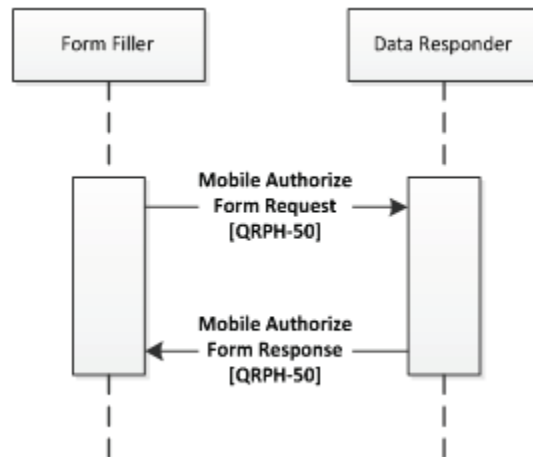 Form Filler
Data Responder
Mobile Authorize
Form Request
[QRPH-50]
Mobile Authorize
Form Response
[QRPH-50]